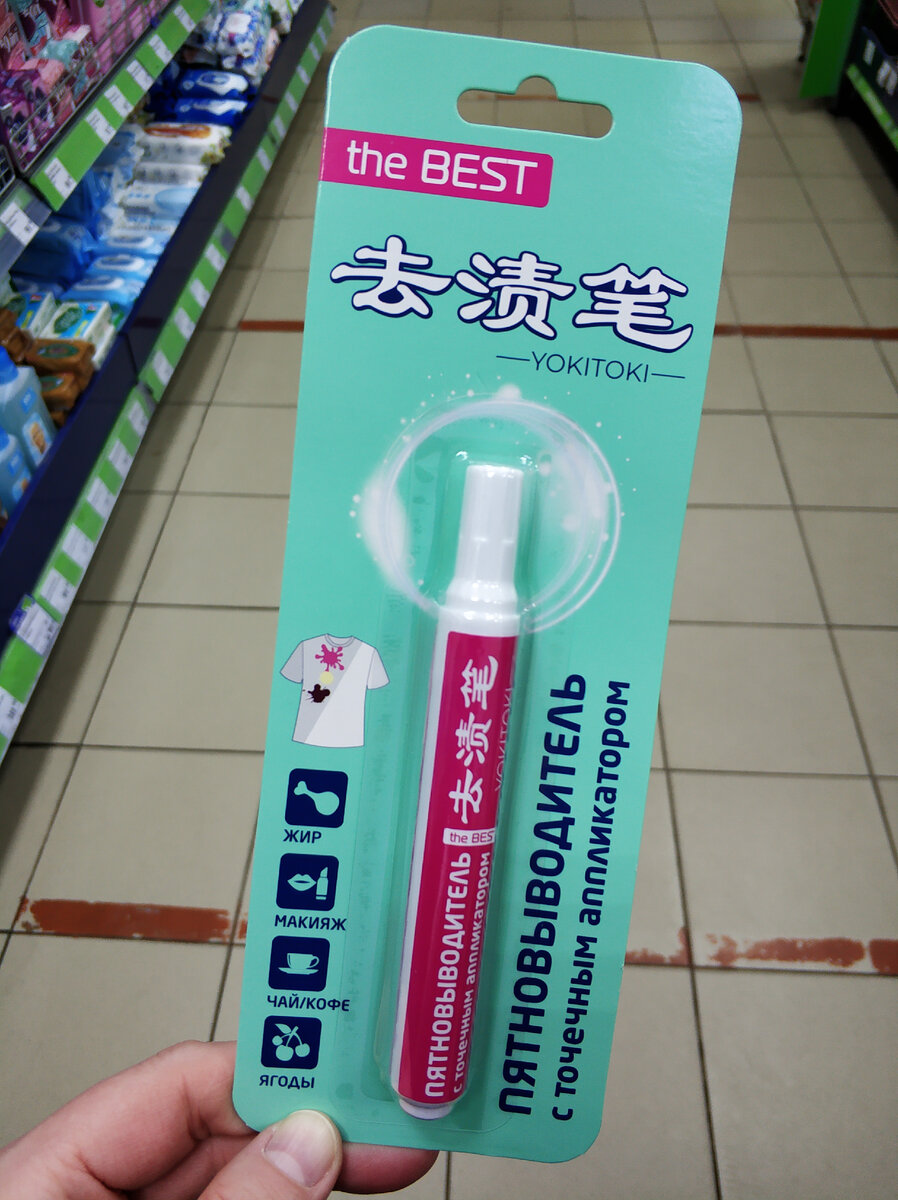 the BEST
去渍笔
YOKITOKI
ЖИР
МАКИЯЖ
ЧАЙ/КОФЕ
ЯГОДЫ
去渍笔
YOKITOKI
the BEST
ПЯТНОВЫВОДИТЕЛЬ
с точечным аппликатором
ПЯТНОВЫВОДИТЕЛЬ
с точечным аппликатором